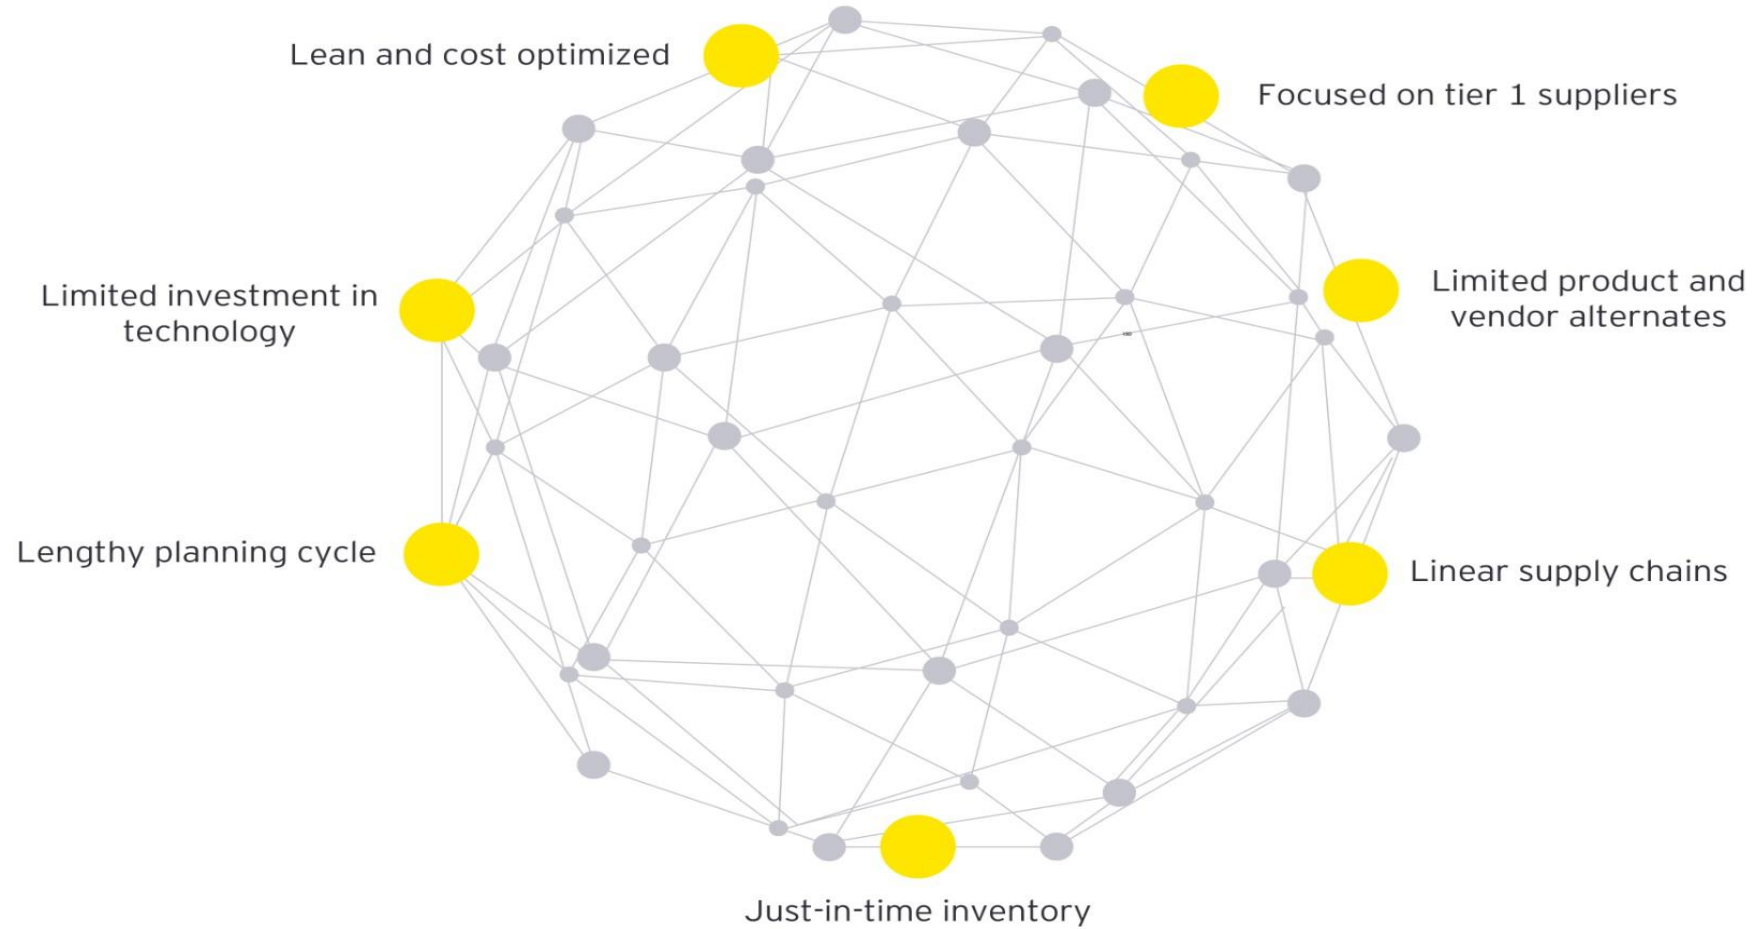 Lean and cost optimized
Focused on tier 1 suppliers
Limited investment in
technology
Limited product and
vendor alternates
Lengthy planning cycle
Linear supply chains
Just-in-time inventory